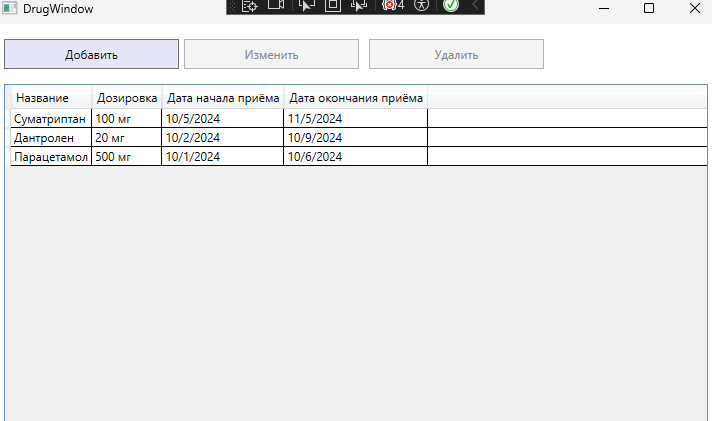 DrugWindow
4
Добавить Изменить Удалить
Название Дозировка Дата начала приёма Дата окончания приёма
Суматриптан 100 мг 10/5/2024 11/5/2024
Дантролен 20 мг 10/2/2024 10/9/2024
Парацетамол 500 мг 10/1/2024 10/6/2024